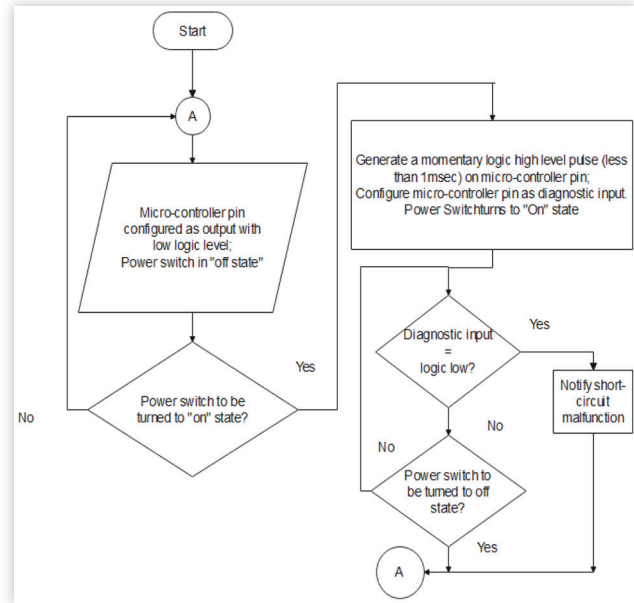 Start
A
Micro-controller pin
configured as output with
low logic level;
Power switch in "off state"
Power switch to be
turned to "on" state?
No
Yes
Generate a momentary logic high level pulse (less
than 1msec) on micro-controller pin;
Configure micro-controller pin as diagnostic input.
Power Switchturns to "On" state
Diagnostic input
=
logic low?
Yes
Notify short-
circuit
malfunction
No
No
Power switch to
be turned to off
state?
Yes
A